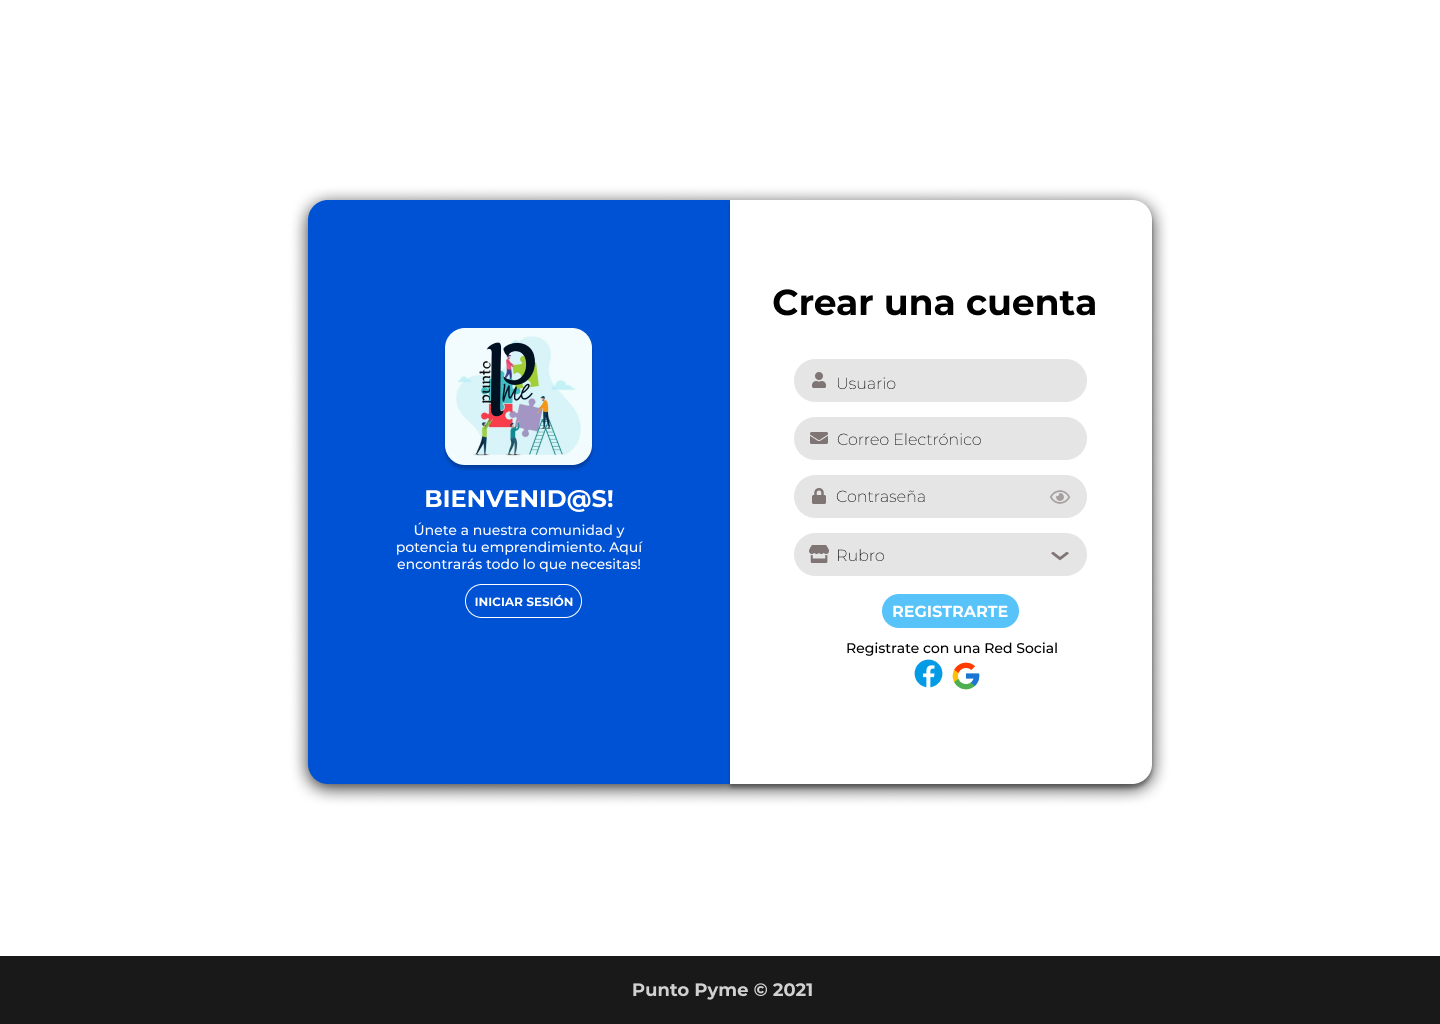 punto
P
me
BIENVENID@S!
Únete a nuestra comunidad y
potencia tu emprendimiento. Aquí
encontrarás todo lo que necesitas!
INICIAR SESIÓN
Crear una cuenta
Usuario
Correo Electrónico
Contraseña
Rubro
REGISTRARTE
Registrate con una Red Social
Punto Pyme © 2021